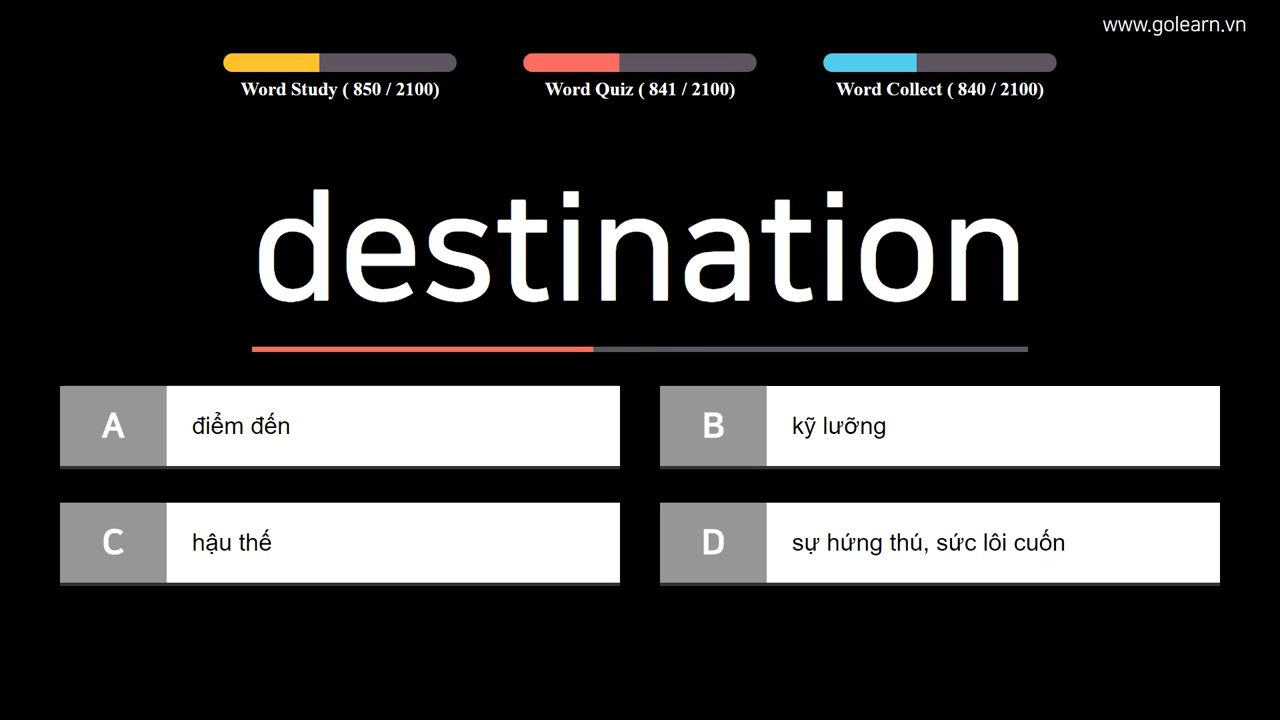 www.golearn.vn
Word Study ( 850 / 2100)
Word Quiz ( 841 / 2100)
Word Collect ( 840 / 2100)
destination
A điểm đến
B kỹ lưỡng
C hậu thế
D sự hứng thú, sức lôi cuốn